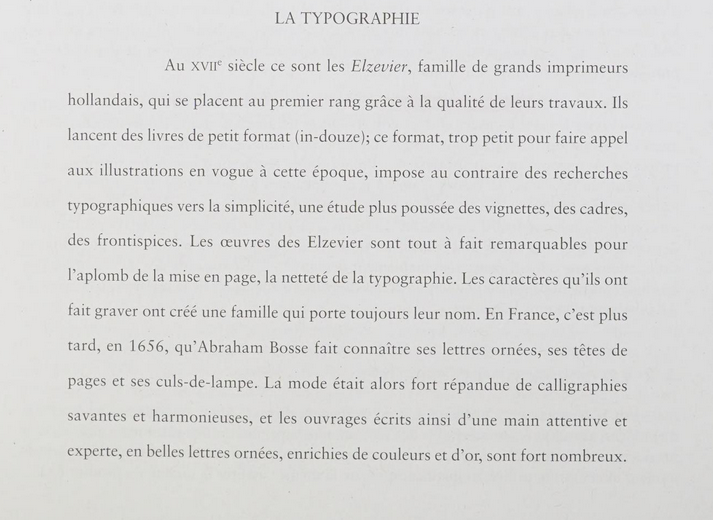 LA TYPOGRAPHIE
Au XVIIe siècle ce sont les Elzevier, famille de grands imprimeurs
hollandais, qui se placent au premier rang grâce à la qualité de leurs travaux. Ils
lancent des livres de petit format (in-douze); ce format, trop petit pour faire appel
aux illustrations en vogue à cette époque, impose au contraire des recherches
typographiques vers la simplicité, une étude plus poussée des vignettes, des cadres,
des frontispices. Les œuvres des Elzevier sont tout à fait remarquables pour
l’aplomb de la mise en page, la netteté de la typographie. Les caractères qu’ils ont
fait graver ont créé une famille qui porte toujours leur nom. En France, c’est plus
tard, en 1656, qu’Abraham Bosse fait connaître ses lettres ornées, ses têtes de
pages et ses culs-de-lampe. La mode était alors fort répandue de calligraphies
savantes et harmonieuses, et les ouvrages écrits ainsi d’une main attentive et
experte, en belles lettres ornées, enrichies de couleurs et d’or, sont fort nombreux.